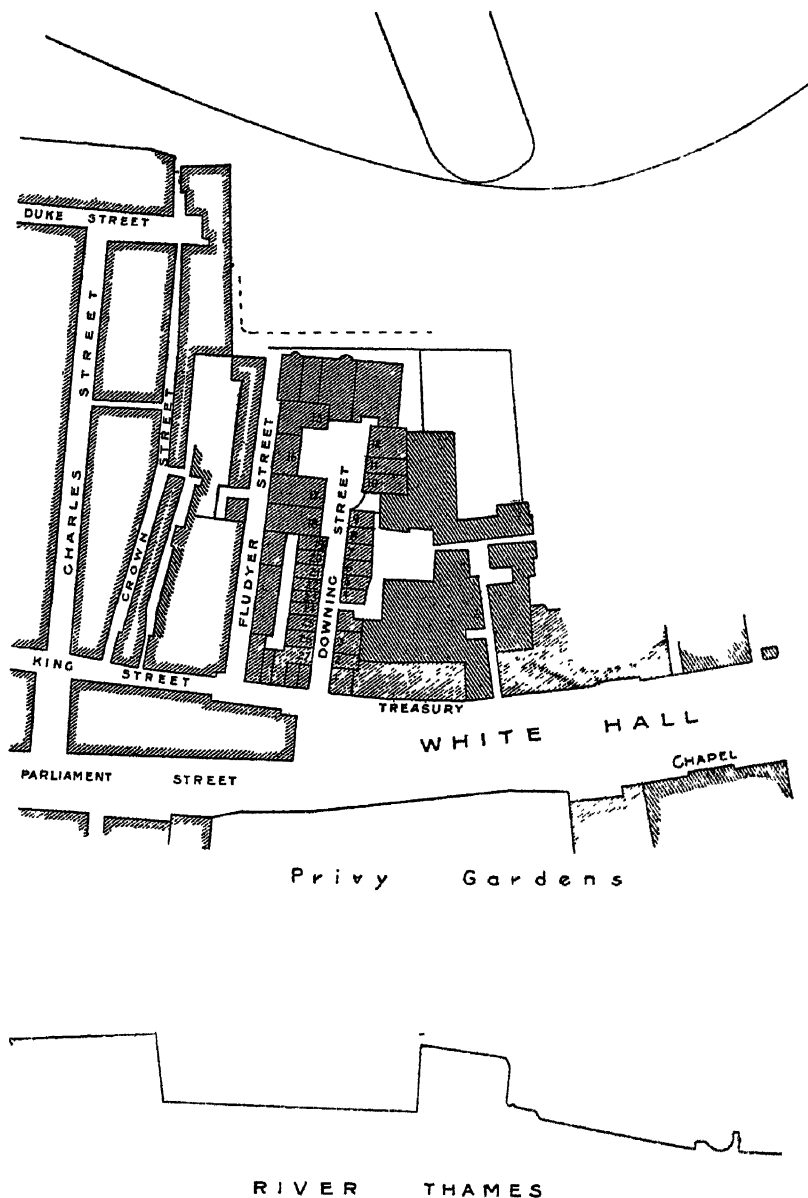 DUKE STREET
CHARLES STREET
CROWN STREET
FLUDYER STREET
DOWNING STREET
KING STREET
TREASURY
WHITE HALL
PARLIAMENT STREET
CHAPEL
Privy Gardens
RIVER THAMES